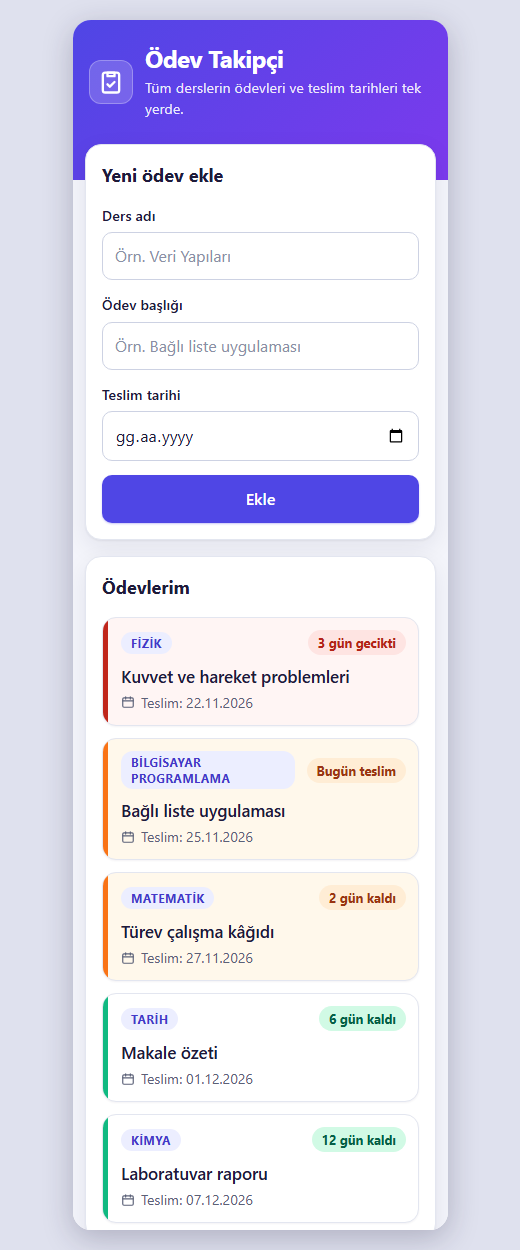 Ödev Takipçi
Tüm derslerin ödevleri ve teslim tarihleri tek
yerde.
Yeni ödev ekle
Ders adı
Örn. Veri Yapıları
Ödev başlığı
Örn. Bağlı liste uygulaması
Teslim tarihi
gg.aa.yyyy
Ekle
Ödevlerim
FİZİK
3 gün gecikti
Kuvvet ve hareket problemleri
Teslim: 22.11.2026
BİLGİSAYAR
PROGRAMLAMA
Bugün teslim
Bağlı liste uygulaması
Teslim: 25.11.2026
MATEMATİK
2 gün kaldı
Türev çalışma kâğıdı
Teslim: 27.11.2026
TARİH
6 gün kaldı
Makale özeti
Teslim: 01.12.2026
KİMYA
12 gün kaldı
Laboratuvar raporu
Teslim: 07.12.2026